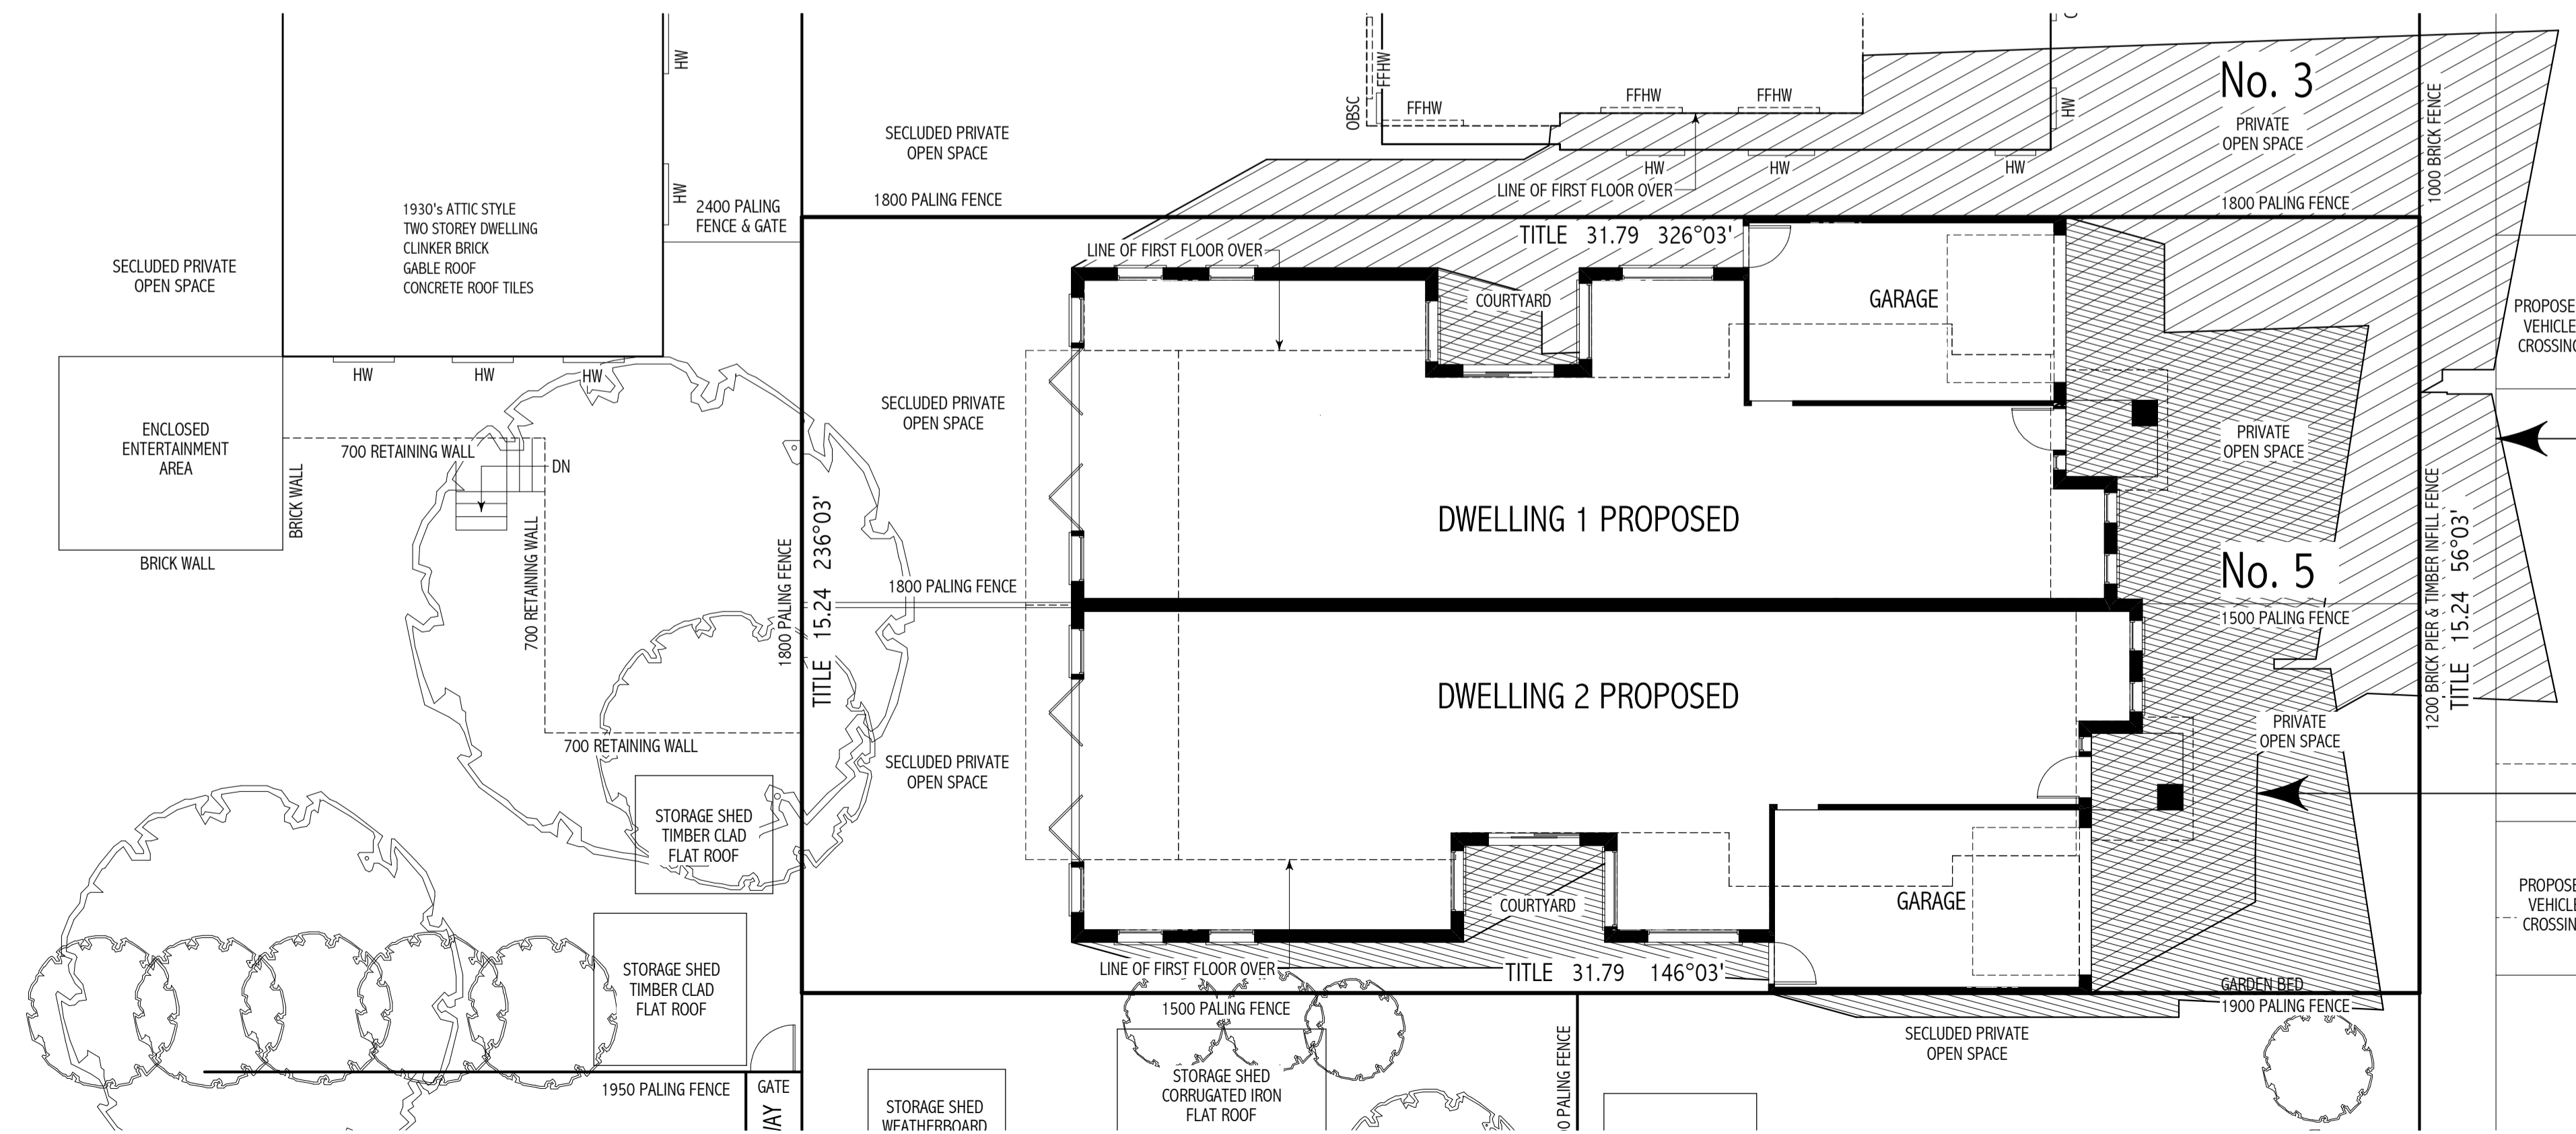 HW
HW
1930's ATTIC STYLE
TWO STOREY DWELLING
CLINKER BRICK
GABLE ROOF
CONCRETE ROOF TILES
SECLUDED PRIVATE
OPEN SPACE
2400 PALING
FENCE & GATE
HW
HW
HW
ENCLOSED
ENTERTAINMENT
AREA
BRICK WALL
BRICK WALL
700 RETAINING WALL
DN
700 RETAINING WALL
700 RETAINING WALL
STORAGE SHED
TIMBER CLAD
FLAT ROOF
STORAGE SHED
TIMBER CLAD
FLAT ROOF
1950 PALING FENCE
GATE
SECLUDED PRIVATE
OPEN SPACE
1800 PALING FENCE
OBSC
FFHW
FFHW
FFHW
FFHW
HW
HW
HW
HW
LINE OF FIRST FLOOR OVER
No. 3
PRIVATE
OPEN SPACE
1000 BRICK FENCE
1800 PALING FENCE
TITLE 31.79 326°03'
LINE OF FIRST FLOOR OVER
COURTYARD
GARAGE
SECLUDED PRIVATE
OPEN SPACE
1800 PALING FENCE
TITLE 15.24 236°03'
1800 PALING FENCE
DWELLING 1 PROPOSED
PRIVATE
OPEN SPACE
No. 5
1500 PALING FENCE
1200 BRICK PIER & TIMBER INFILL FENCE
TITLE 15.24 56°03'
VEHICLE
DWELLING 2 PROPOSED
SECLUDED PRIVATE
OPEN SPACE
PRIVATE
OPEN SPACE
COURTYARD
GARAGE
LINE OF FIRST FLOOR OVER
TITLE 31.79 146°03'
GARDEN BED
1900 PALING FENCE
1500 PALING FENCE
SECLUDED PRIVATE
OPEN SPACE
STORAGE SHED
CORRUGATED IRON
FLAT ROOF
STORAGE SHED
WEATHERBOARD
PALING FENCE